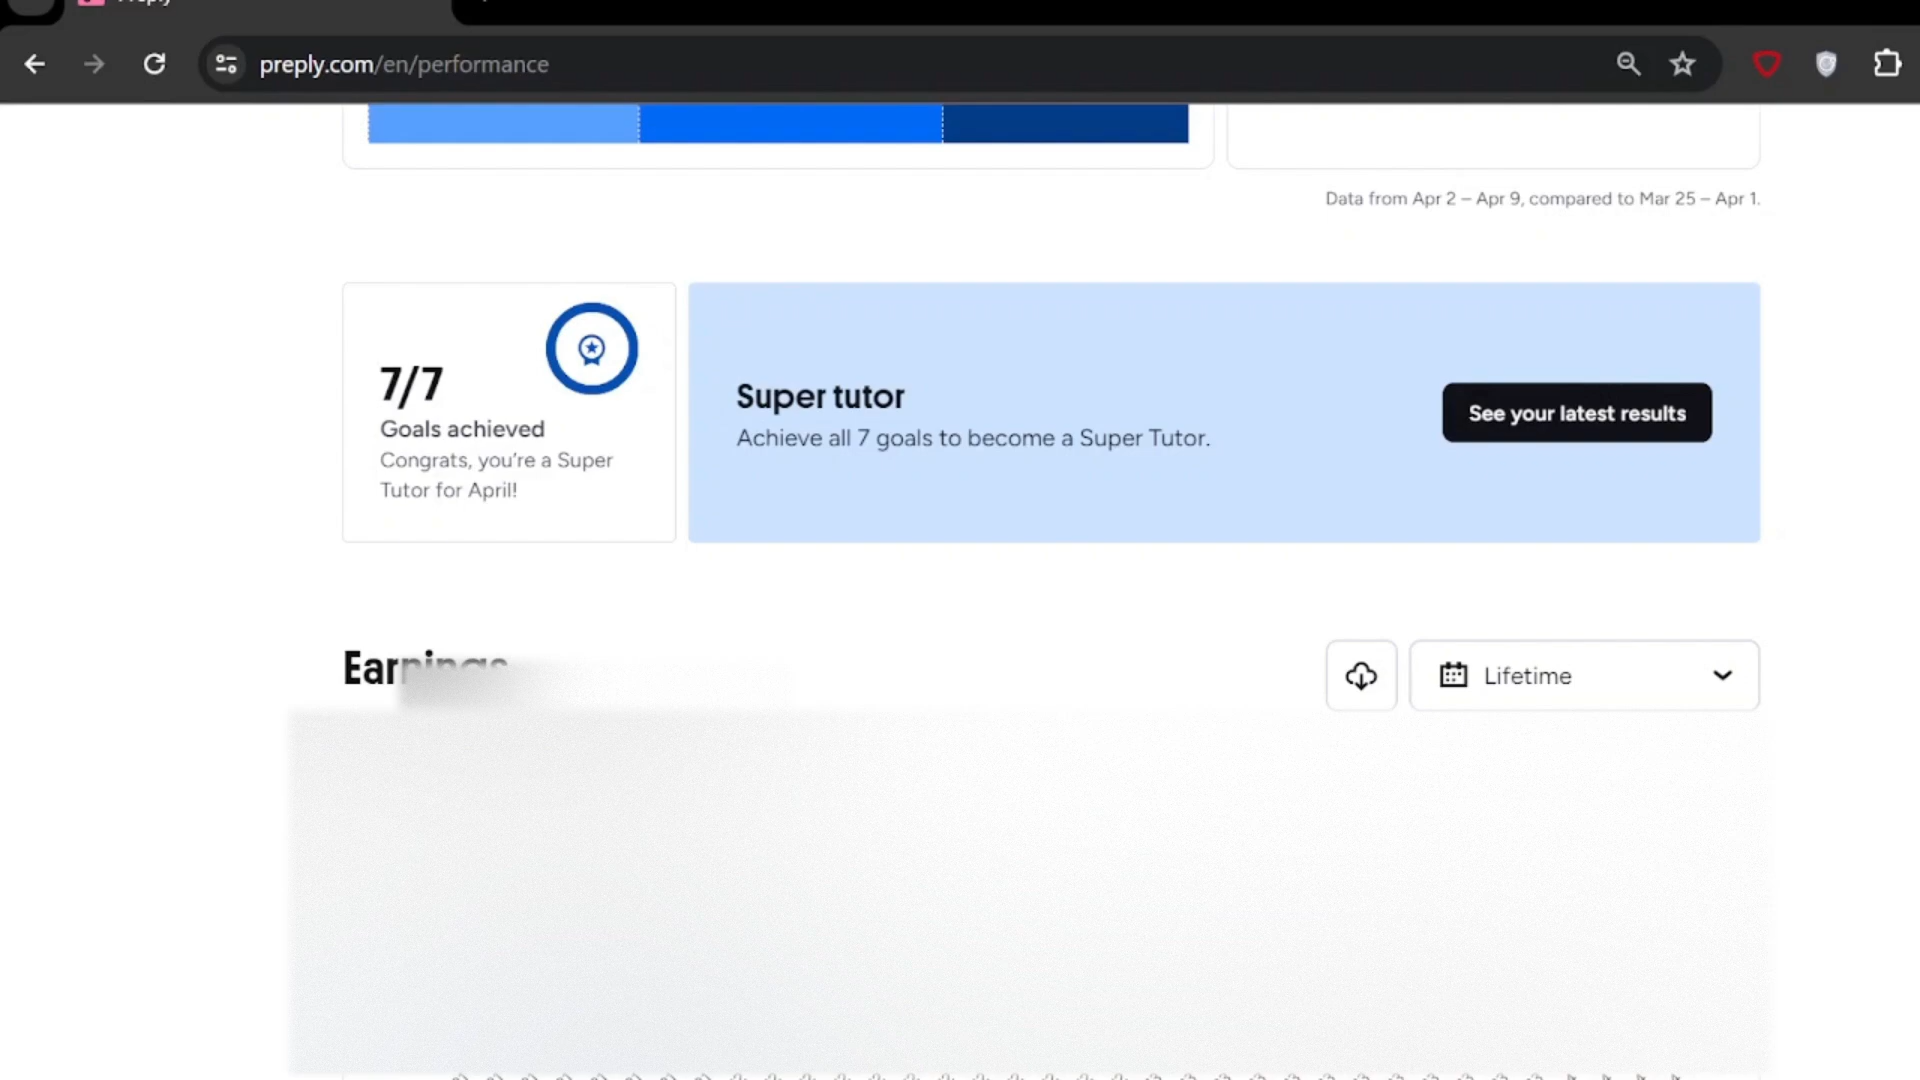 preply.com/en/performance
Data from Apr 2 – Apr 9, compared to Mar 25 – Apr 1.
7/7
Goals achieved
Congrats, you're a Super
Tutor for April!
Super tutor
Achieve all 7 goals to become a Super Tutor.
See your latest results
Earnings
Lifetime